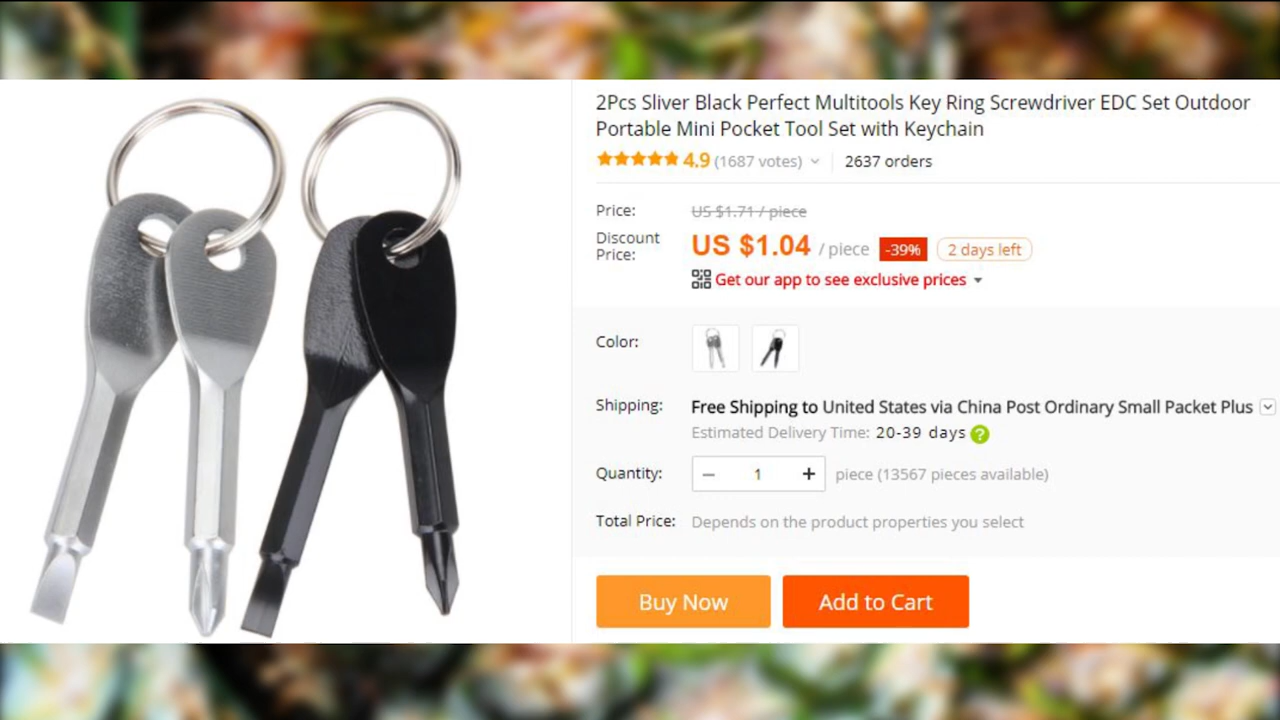 2Pcs Sliver Black Perfect Multitools Key Ring Screwdriver EDC Set Outdoor
Portable Mini Pocket Tool Set with Keychain
4.9 (1687 votes) 2637 orders
Price: US $1.71 / piece
Discount
Price: US $1.04 / piece -39% 2 days left
Get our app to see exclusive prices
Color:
Shipping: Free Shipping to United States via China Post Ordinary Small Packet Plus
Estimated Delivery Time: 20-39 days ?
Quantity: − 1 + piece (13567 pieces available)
Total Price: Depends on the product properties you select
Buy Now Add to Cart